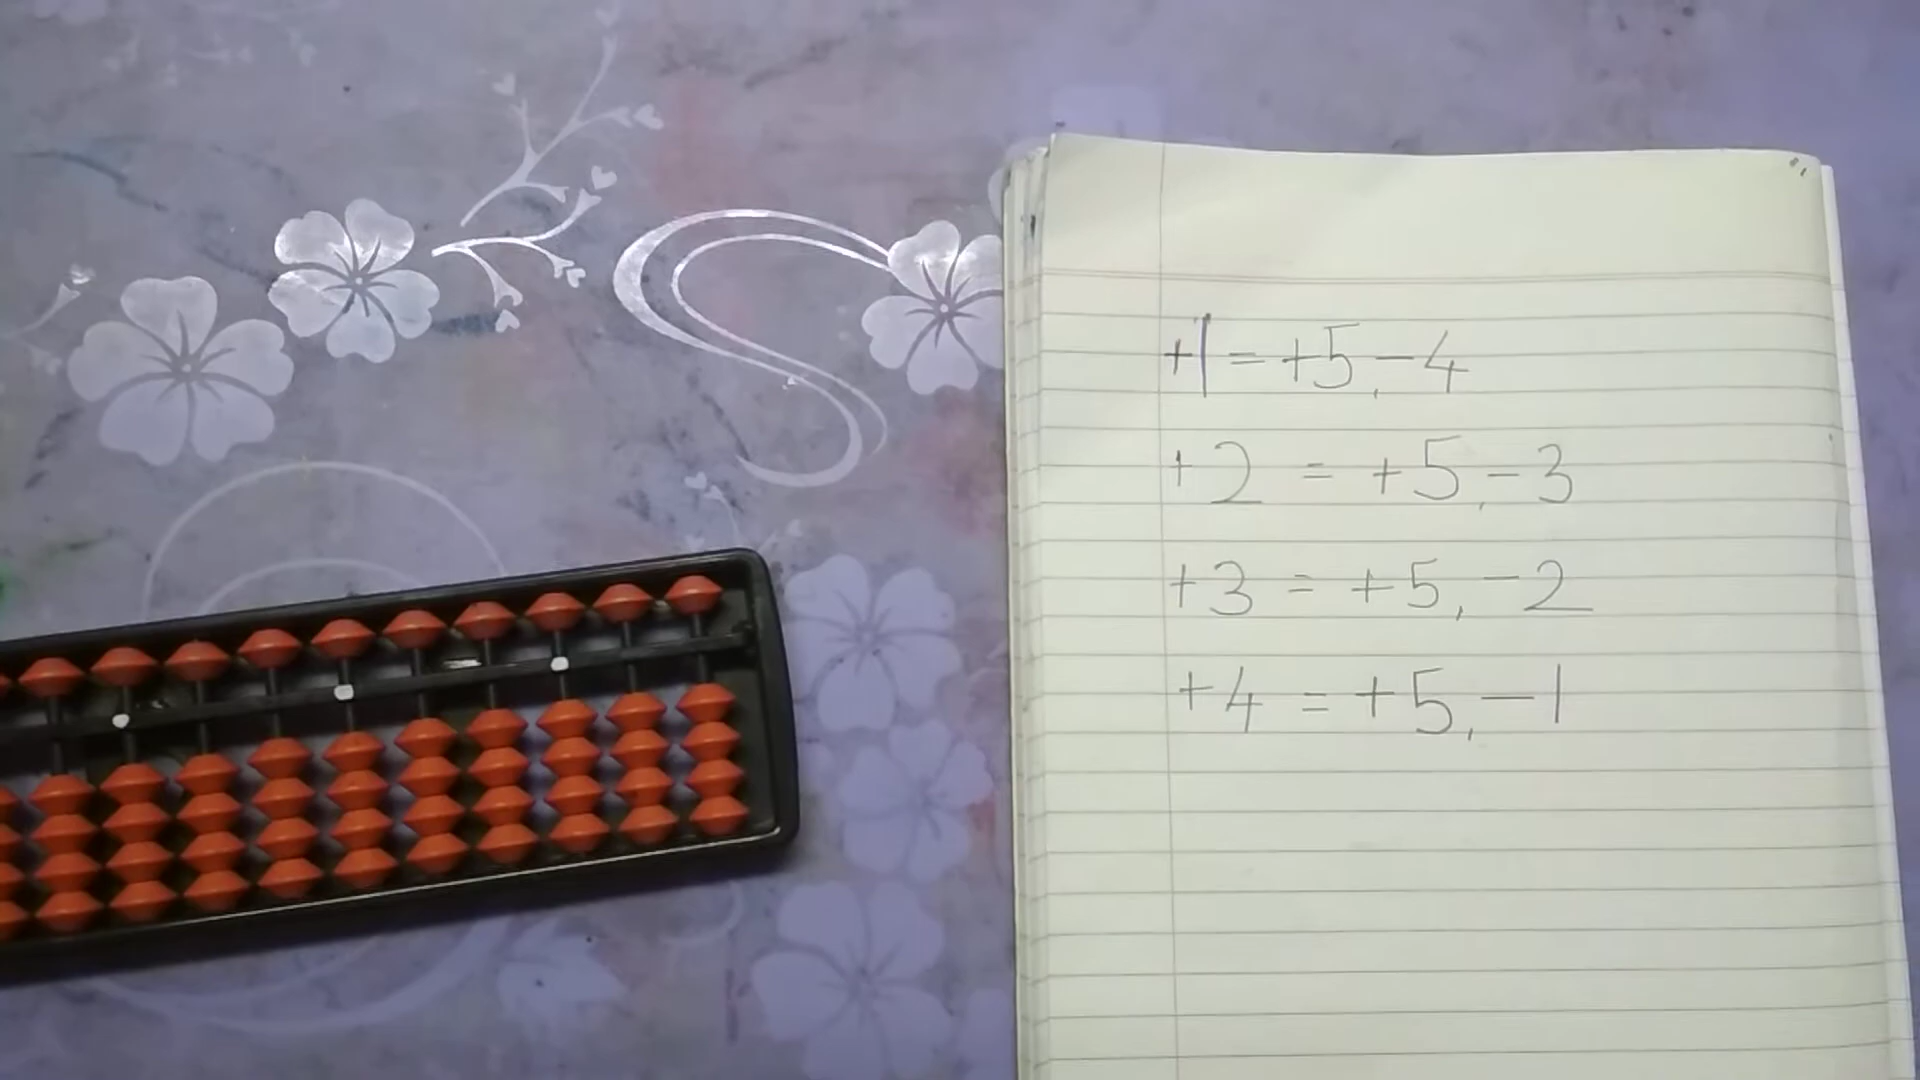 +1 = +5, -4
+2 = +5, -3
+3 = +5, -2
+4 = +5, -1